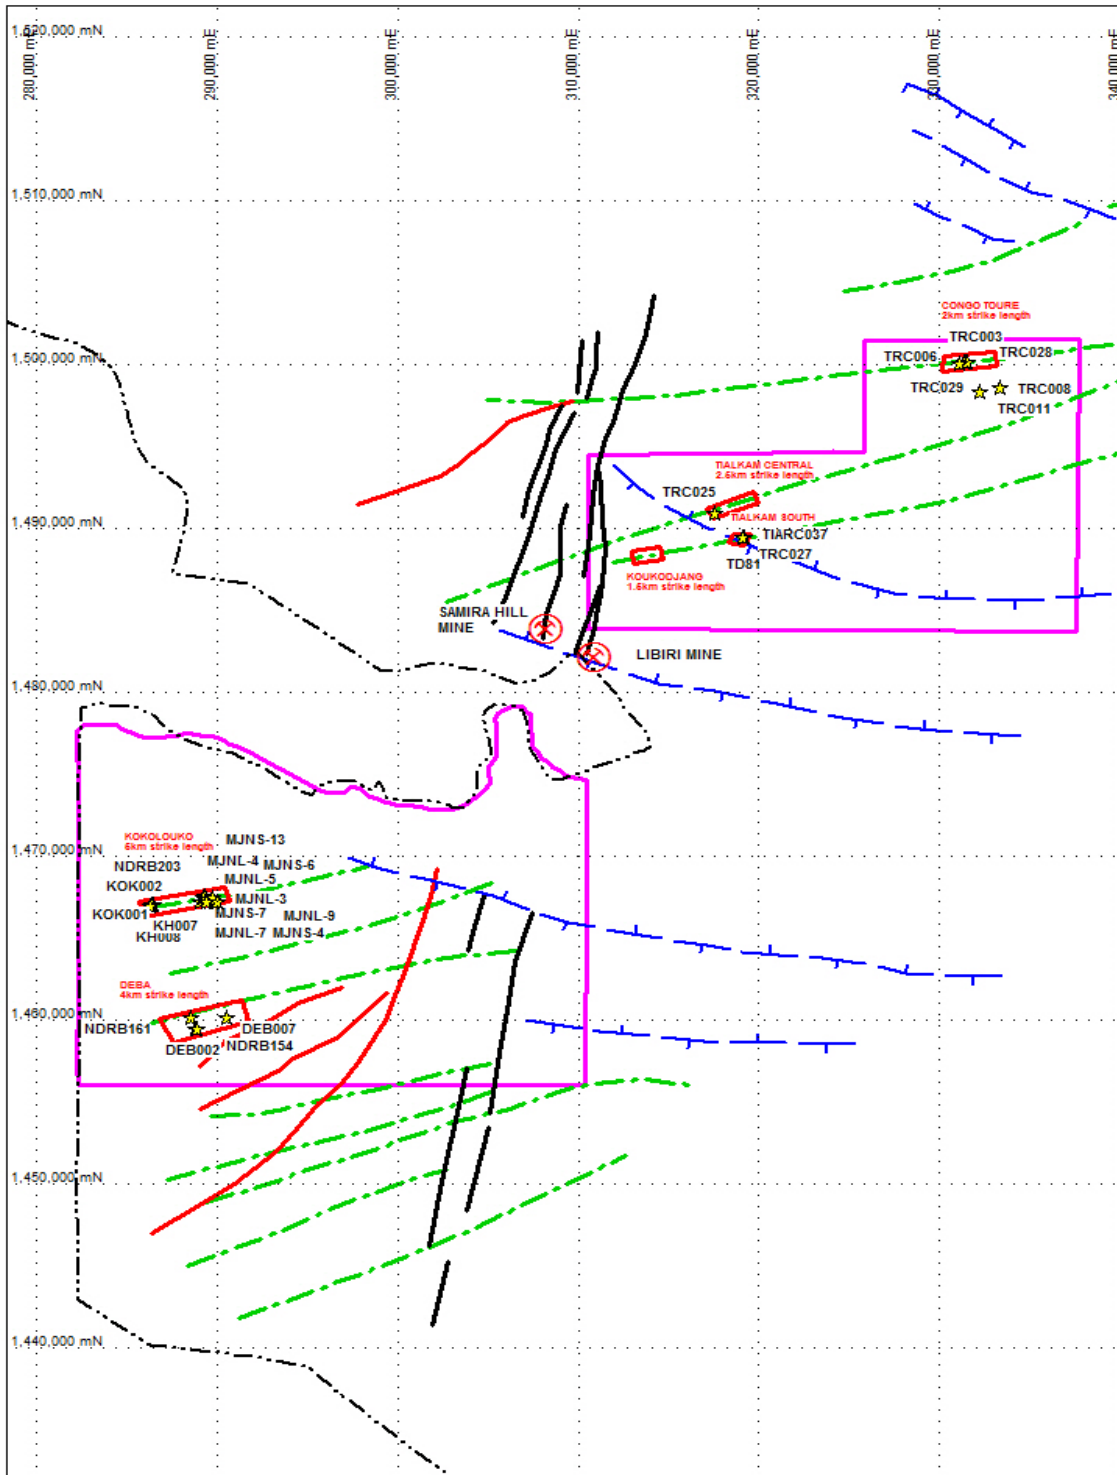 280,000 mE
290,000 mE
300,000 mE
310,000 mE
320,000 mE
330,000 mE
340,000 mE
1,520,000 mN
1,510,000 mN
1,500,000 mN
1,490,000 mN
1,480,000 mN
1,470,000 mN
1,460,000 mN
1,450,000 mN
1,440,000 mN
CONGO TOURE
2km strike length
TRC003
TRC006
TRC028
TRC029
TRC008
TRC011
TIALKAM CENTRAL
2.5km strike length
TRC025
TIALKAM SOUTH
TIARC037
TRC027
TD81
KOUKODJANG
1.5km strike length
SAMIRA HILL
MINE
LIBIRI MINE
KOKOLOUKO
5km strike length
MJNS-13
NDRB203
MJNL-4
MJNS-6
KOK002
MJNL-5
MJNL-3
KOK001
MJNS-7
MJNL-9
KH007
KH008
MJNL-7
MJNS-4
DEBA
4km strike length
NDRB161
DEB007
DEB002
NDRB154